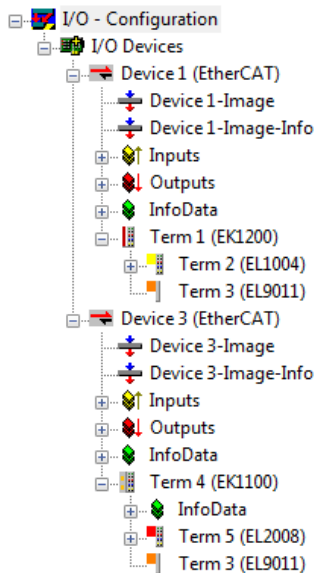 I/O - Configuration
I/O Devices
Device 1 (EtherCAT)
Device 1-Image
Device 1-Image-Info
Inputs
Outputs
InfoData
Term 1 (EK1200)
Term 2 (EL1004)
Term 3 (EL9011)
Device 3 (EtherCAT)
Device 3-Image
Device 3-Image-Info
Inputs
Outputs
InfoData
Term 4 (EK1100)
InfoData
Term 5 (EL2008)
Term 3 (EL9011)